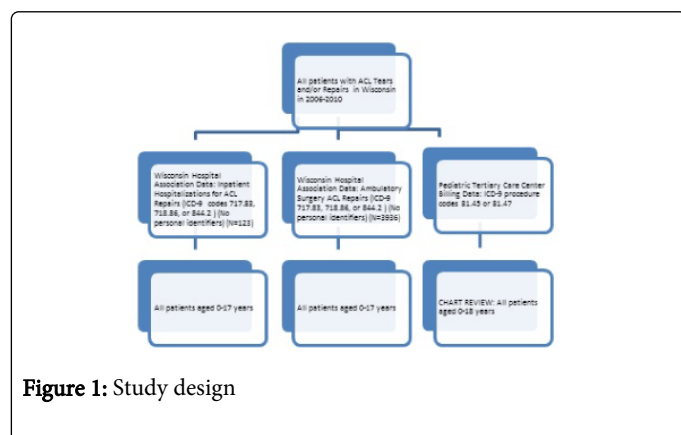 All patients with ACL Tears
and/or Repairs in Wisconsin
in 2006-2010
Wisconsin Hospital
Association Data: Inpatient
Hospitalizations for ACL
Repairs (ICD-9 codes 717.83,
718.86, or 844.2 ) (No
personal identifiers) (N=123)
Wisconsin Hospital
Association Data: Ambulatory
Surgery ACL Repairs (ICD-9
717.83, 718.86, or 844.2 ) (No
personal identifiers)
Pediatric Tertiary Care Center
Billing Data: ICD-9 procedure
codes 81.45 or 81.47
All patients aged 0-17 years
All patients aged 0-17 years
CHART REVIEW: All patients
aged 0-18 years
Figure 1: Study design